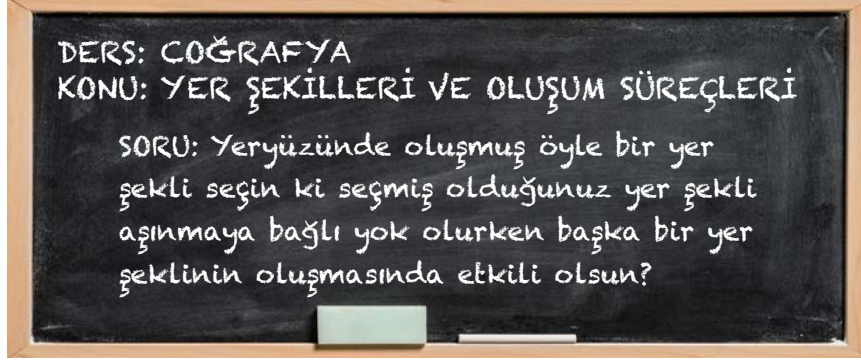 DERS: COĞRAFYA
KONU: YER ŞEKİLLERİ VE OLUŞUM SÜREÇLERİ
SORU: Yeryüzünde oluşmuş öyle bir yer
şekli seçin ki seçmiş olduğunuz yer şekli
aşınmaya bağlı yok olurken başka bir yer
şeklinin oluşmasında etkili olsun?